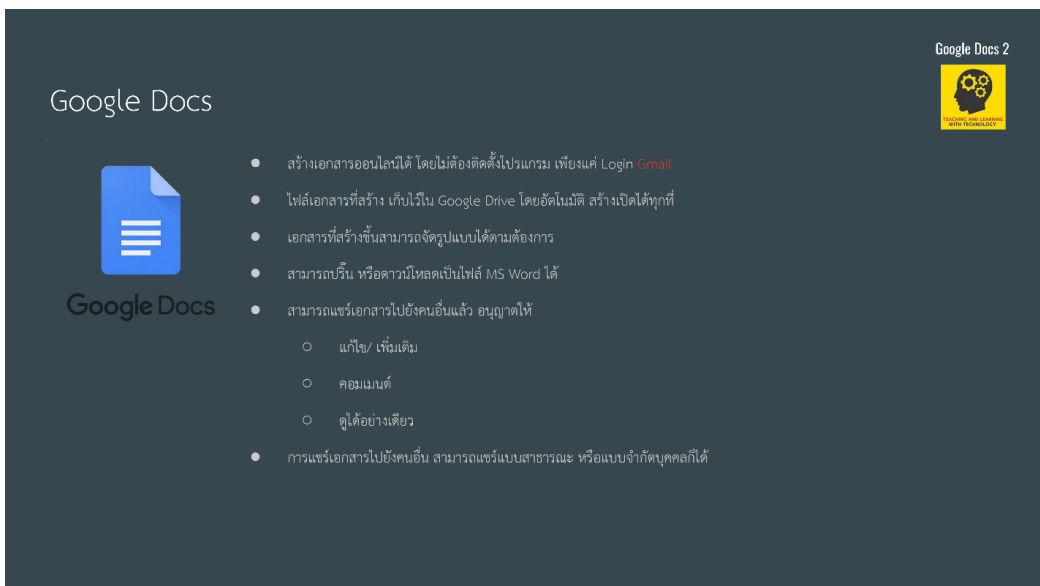 Google Docs 2
TEACHING AND LEARNING
WITH TECHNOLOGY
Google Docs
Google Docs
● สร้างเอกสารออนไลน์ได้ โดยไม่ต้องติดตั้งโปรแกรม เพียงแค่ Login Gmail
● ไฟล์เอกสารที่สร้าง เก็บไว้ใน Google Drive โดยอัตโนมัติ สร้างเปิดได้ทุกที่
● เอกสารที่สร้างขึ้นสามารถจัดรูปแบบได้ตามต้องการ
● สามารถปริ้น หรือดาวน์โหลดเป็นไฟล์ MS Word ได้
● สามารถแชร์เอกสารไปยังคนอื่นแล้ว อนุญาตให้
○ แก้ไข/ เพิ่มเติม
○ คอมเมนต์
○ ดูได้อย่างเดียว
● การแชร์เอกสารไปยังคนอื่น สามารถแชร์แบบสาธารณะ หรือแบบจำกัดบุคคลก็ได้